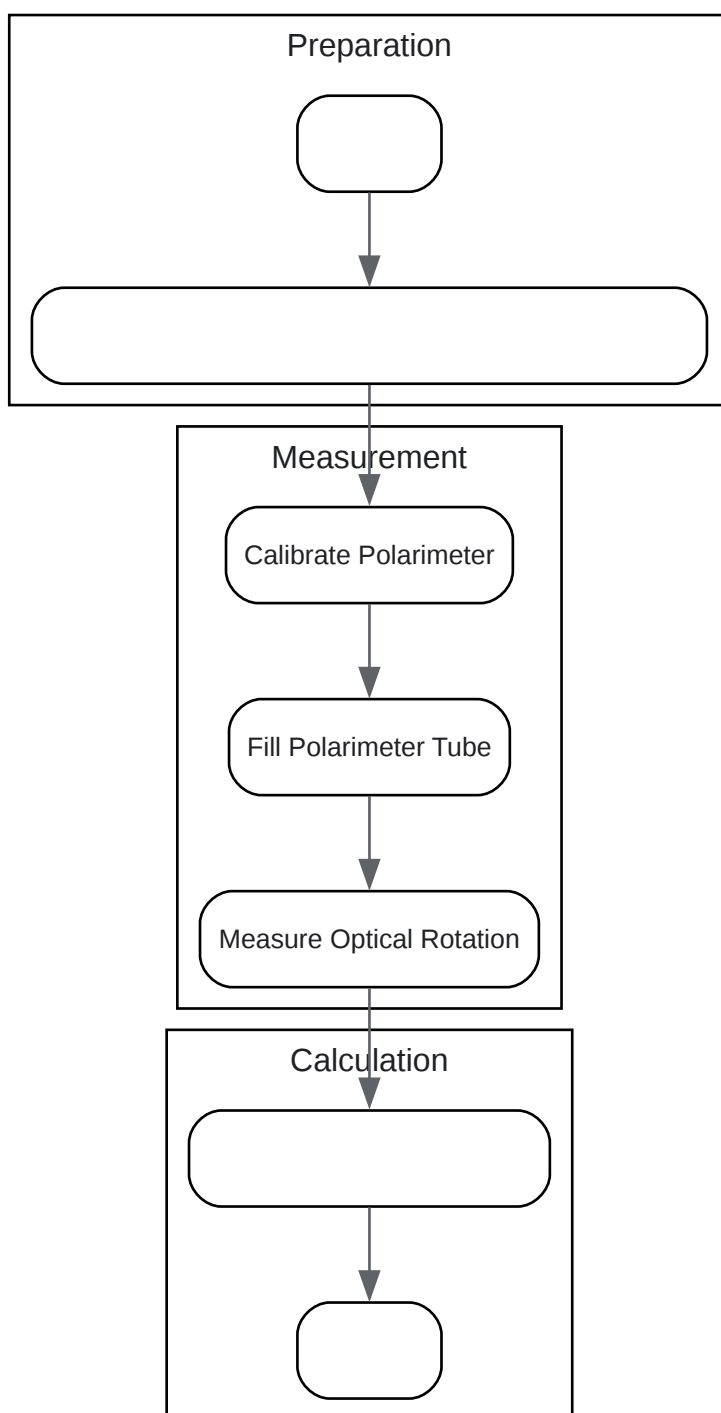 Preparation
Measurement
Calibrate Polarimeter
Fill Polarimeter Tube
Measure Optical Rotation
Calculation